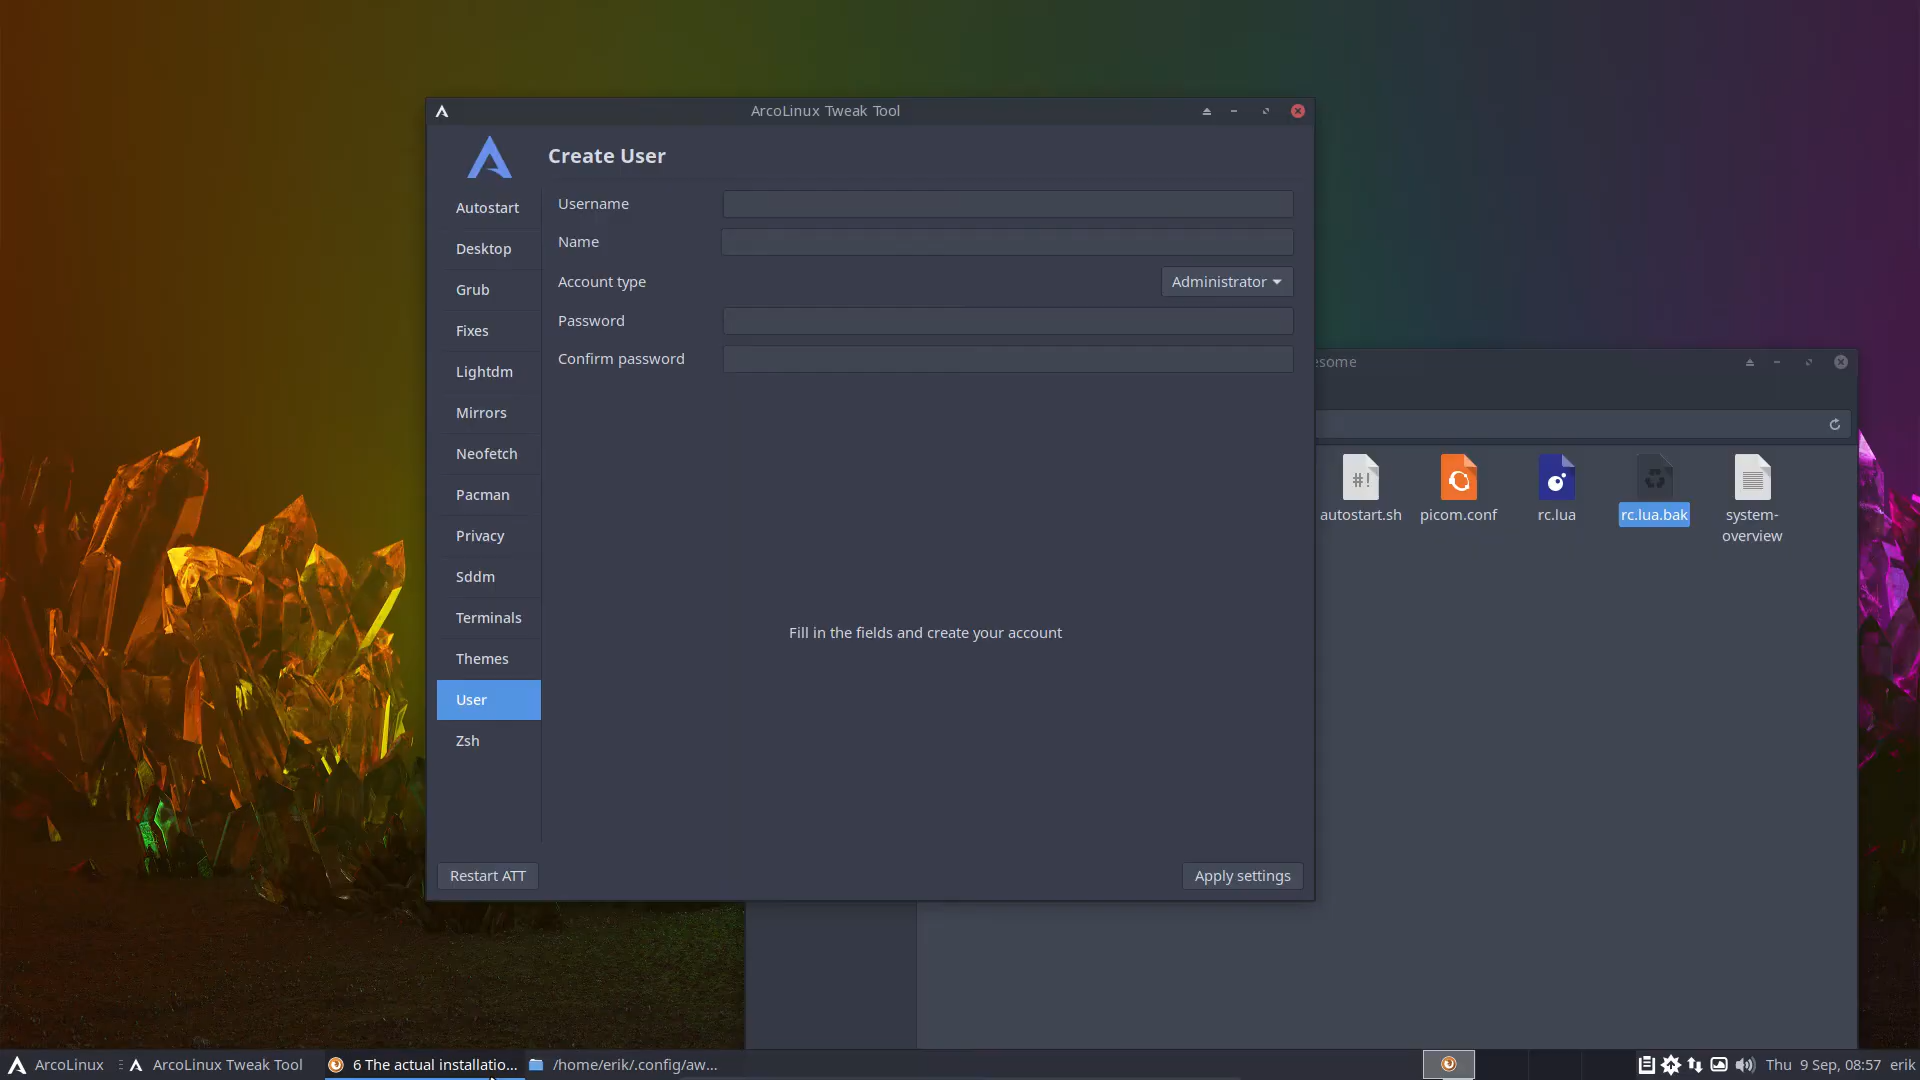 ArcoLinux Tweak Tool
Create User
Autostart
Desktop
Grub
Fixes
Lightdm
Mirrors
Neofetch
Pacman
Privacy
Sddm
Terminals
Themes
User
Zsh
Username
Name
Account type
Administrator
Password
Confirm password
Fill in the fields and create your account
Restart ATT
Apply settings
esome
autostart.sh
picom.conf
rc.lua
rc.lua.bak
system-
overview
ArcoLinux
ArcoLinux Tweak Tool
6 The actual installatio...
/home/erik/.config/aw...
Thu 9 Sep, 08:57
erik